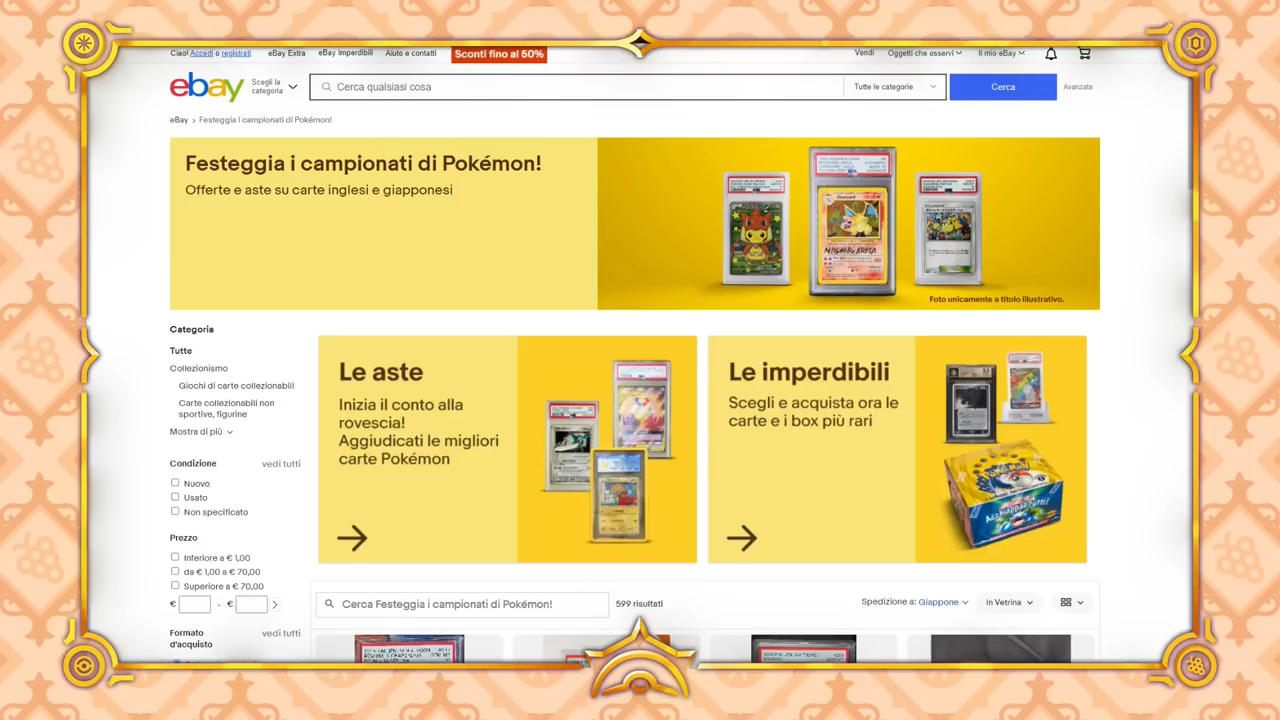 Ciao! Accedi o registrati
eBay Extra
eBay Imperdibili
Aiuto e contatti
Sconti fino al 50%
Vendi
Oggetti che osservi
Il mio eBay
ebay
Scegli la
categoria
Cerca qualsiasi cosa
Tutte le categorie
Cerca
Avanzata
eBay
Festeggia i campionati di Pokémon!
Festeggia i campionati di Pokémon!
Offerte e aste su carte inglesi e giapponesi
Charizard
Foto unicamente a titolo illustrativo.
Categoria
Tutte
Collezionismo
Giochi di carte collezionabili
Carte collezionabili non
sportive, figurine
Mostra di più
Condizione
vedi tutti
Nuovo
Usato
Non specificato
Prezzo
Inferiore a € 1,00
da € 1,00 a € 70,00
Superiore a € 70,00
€ - €
Formato
d'acquisto
vedi tutti
Le aste
Inizia il conto alla
rovescia!
Aggiudicati le migliori
carte Pokémon
Le imperdibili
Scegli e acquista ora le
carte e i box più rari
Pokémon
Acchiappali tutti!
Cerca Festeggia i campionati di Pokémon!
599 risultati
Spedizione a: Giappone
In Vetrina